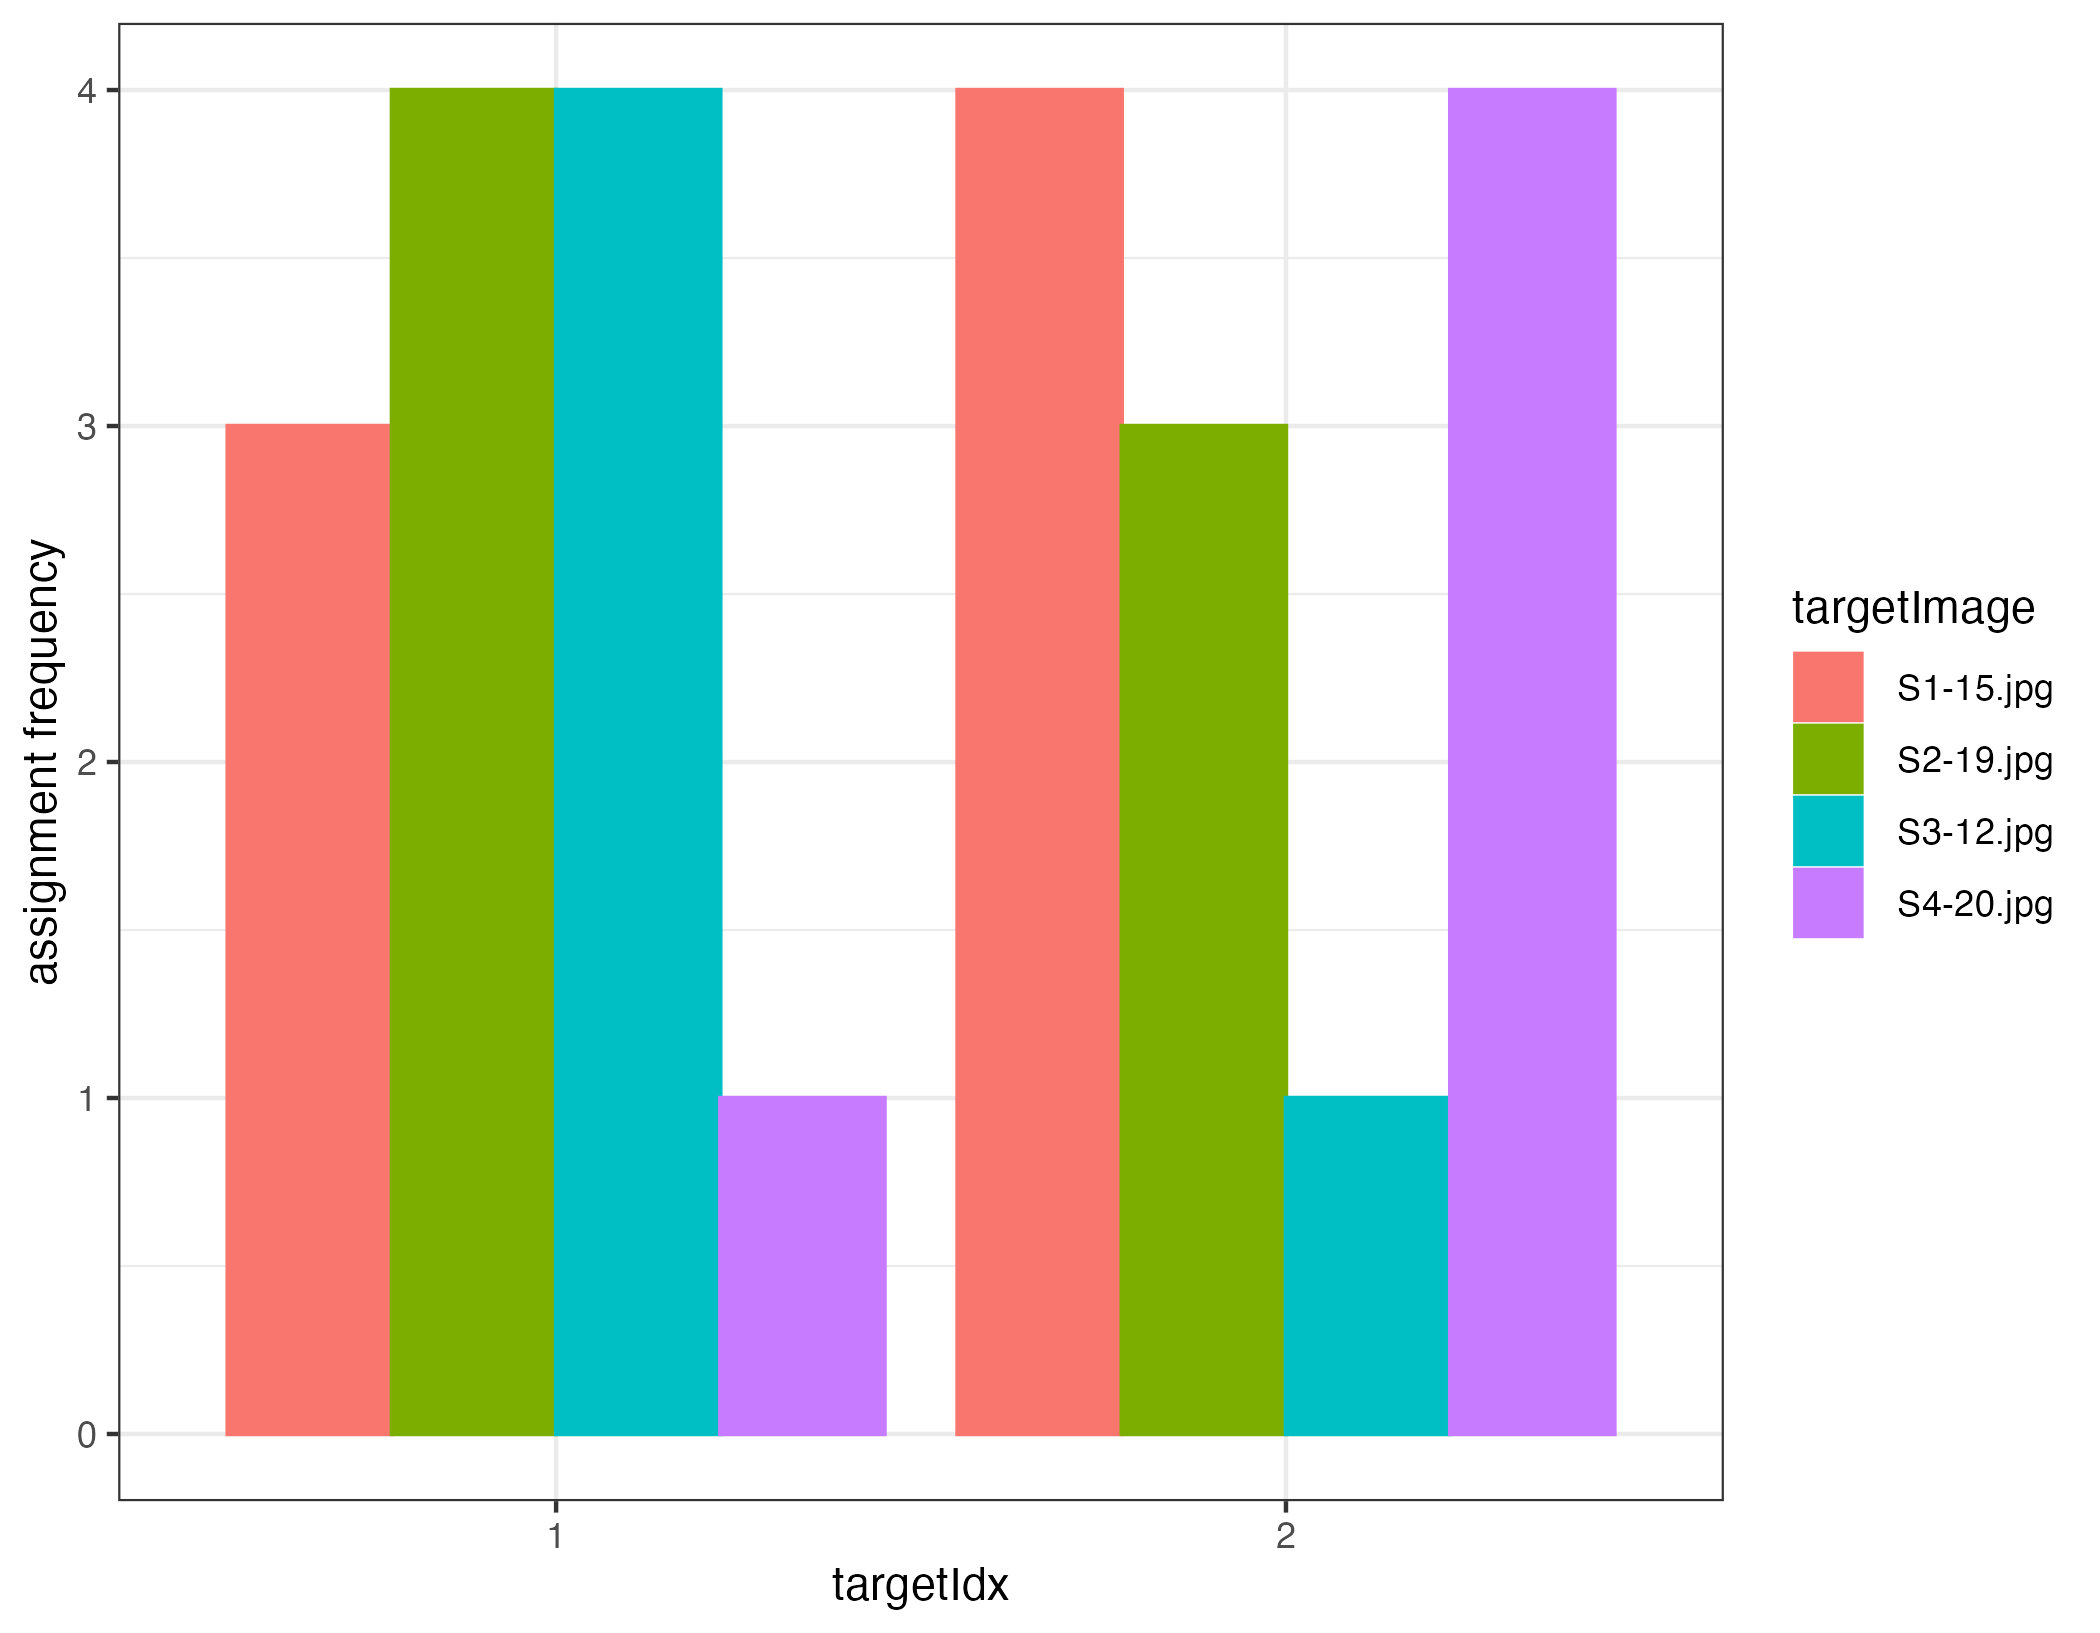 4
3
2
1
0
assignment frequency
1
2
targetIdx
targetImage
S1-15.jpg
S2-19.jpg
S3-12.jpg
S4-20.jpg